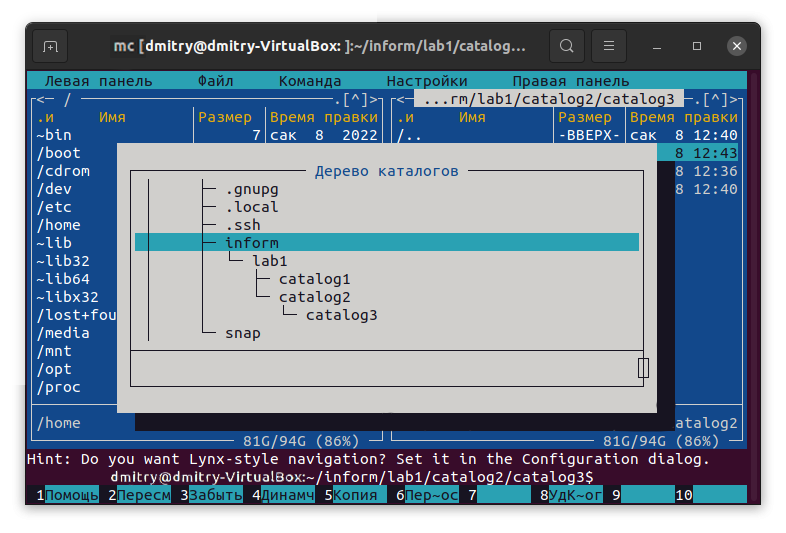 mc [dmitry@dmitry-VirtualBox: ]:~/inform/lab1/catalog...
Левая панель Файл Команда Настройки Правая панель
<- / .[^]> <- ...rm/lab1/catalog2/catalog3 -.[^]>
.и Имя Размер Время правки .и Имя Размер Время правки
~bin 7 сак 8 2022 /.. -ВВЕРХ- сак 8 12:40
/boot 8 12:43
/cdrom 8 12:36
/dev 8 12:40
/etc
/home
~lib
~lib32
~lib64
~libx32
/lost+fou
/media
/mnt
/opt
/proc
Дерево каталогов
.gnupg
.local
.ssh
inform
lab1
catalog1
catalog2
catalog3
snap
/home atalog2
81G/94G (86%) 81G/94G (86%)
Hint: Do you want Lynx-style navigation? Set it in the Configuration dialog.
dmitry@dmitry-VirtualBox:~/inform/lab1/catalog2/catalog3$
1Помощь 2Пересм 3Забыть 4Динамч 5Копия 6Пер~ос 7 8УдК~ог 9 10